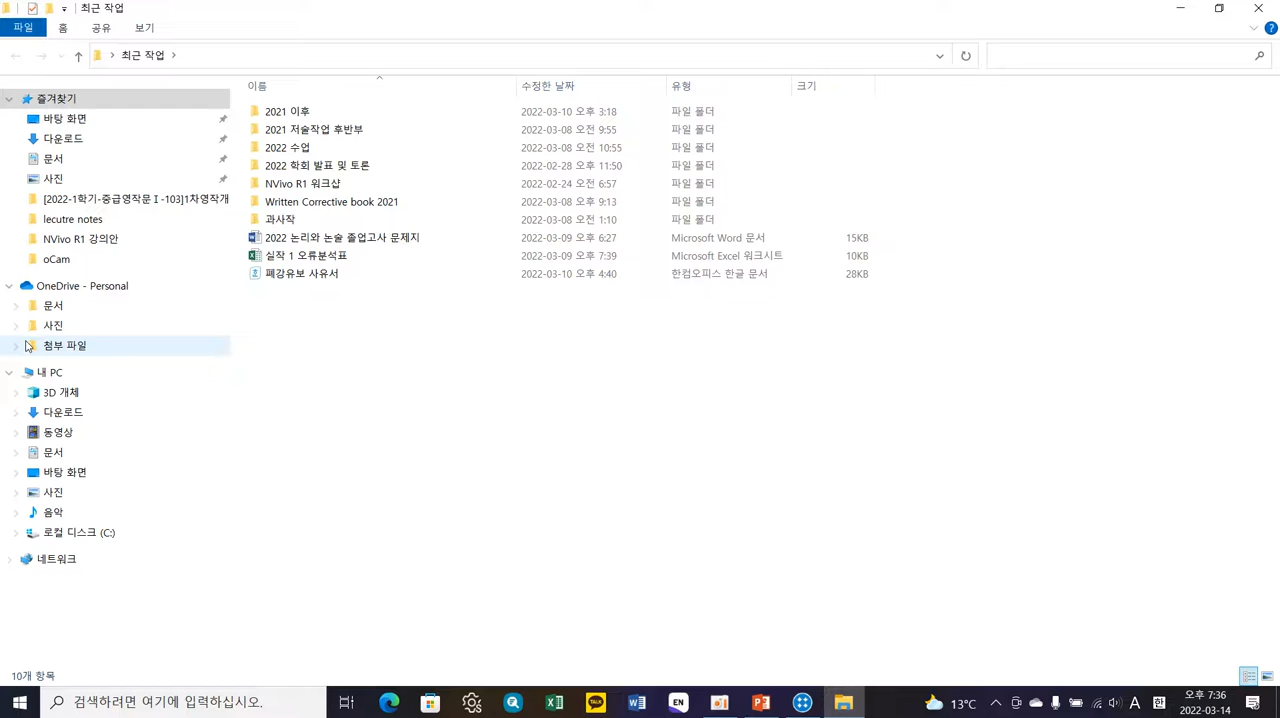 최근 작업
파일 홈 공유 보기
최근 작업
이름 수정한 날짜 유형 크기
즐겨찾기
바탕 화면
다운로드
문서
사진
[2022-1학기-중급영작문 I -103]1차영작개
lecutre notes
NVivo R1 강의안
oCam
OneDrive - Personal
문서
사진
첨부 파일
내 PC
3D 개체
다운로드
동영상
문서
바탕 화면
사진
음악
로컬 디스크 (C:)
네트워크
2021 이후 2022-03-10 오후 3:18 파일 폴더
2021 저술작업 후반부 2022-03-08 오전 9:55 파일 폴더
2022 수업 2022-03-08 오전 10:55 파일 폴더
2022 학회 발표 및 토론 2022-02-28 오후 11:50 파일 폴더
NVivo R1 워크샵 2022-02-24 오전 6:57 파일 폴더
Written Corrective book 2021 2022-03-08 오후 9:13 파일 폴더
과사작 2022-03-08 오후 1:10 파일 폴더
2022 논리와 논술 졸업고사 문제지 2022-03-09 오후 6:27 Microsoft Word 문서 15KB
실작 1 오류분석표 2022-03-09 오후 7:39 Microsoft Excel 워크시트 10KB
폐강유보 사유서 2022-03-10 오후 4:40 한컴오피스 한글 문서 28KB
10개 항목
검색하려면 여기에 입력하십시오.
TALK
EN
13°C
A
한
오후 7:36
2022-03-14